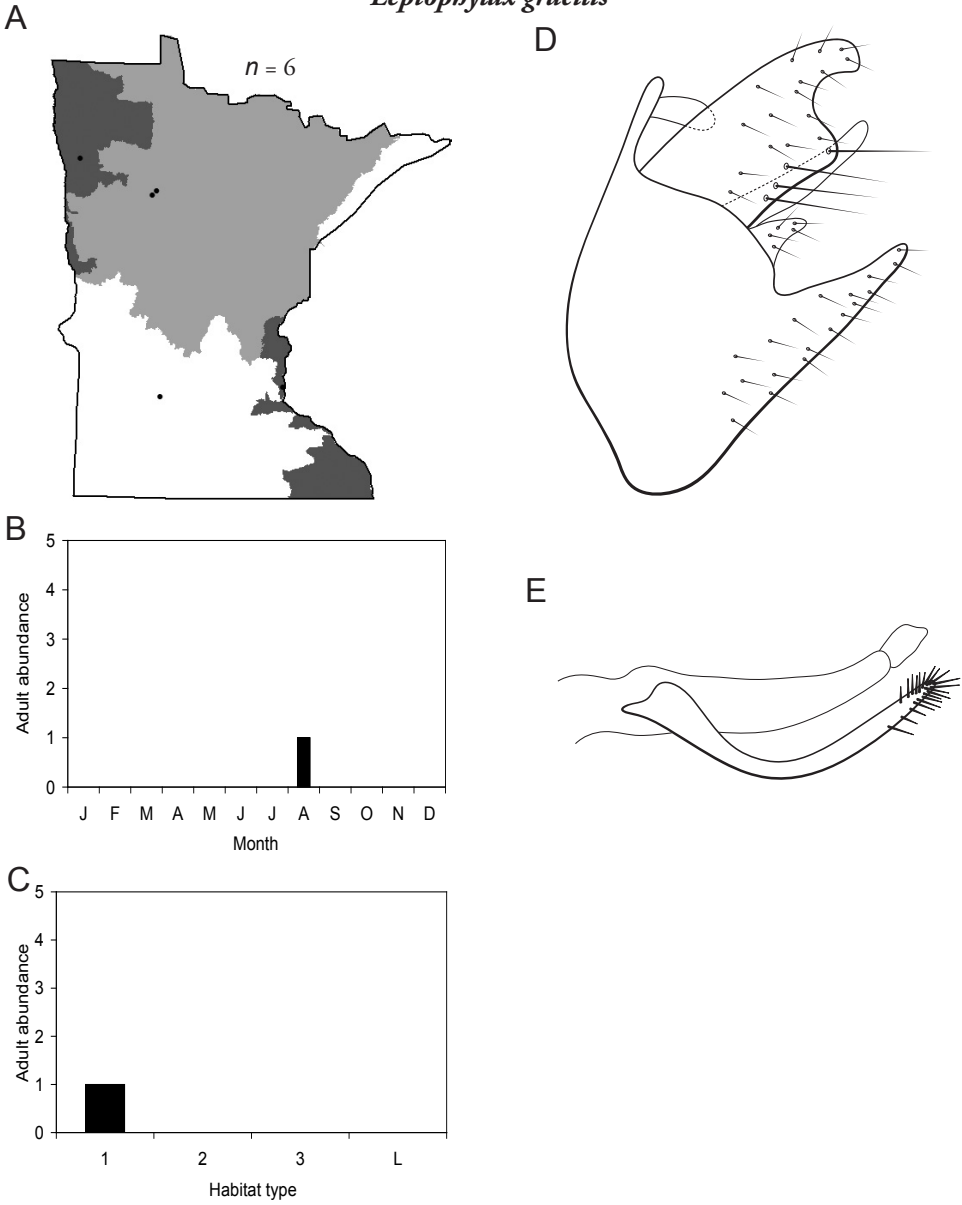 Leptophylax gracilis
A
n = 6
D
B
5
4
3
2
1
0
Adult abundance
J F M A M J J A S O N D
Month
E
C
5
4
3
2
1
0
Adult abundance
1 2 3 L
Habitat type